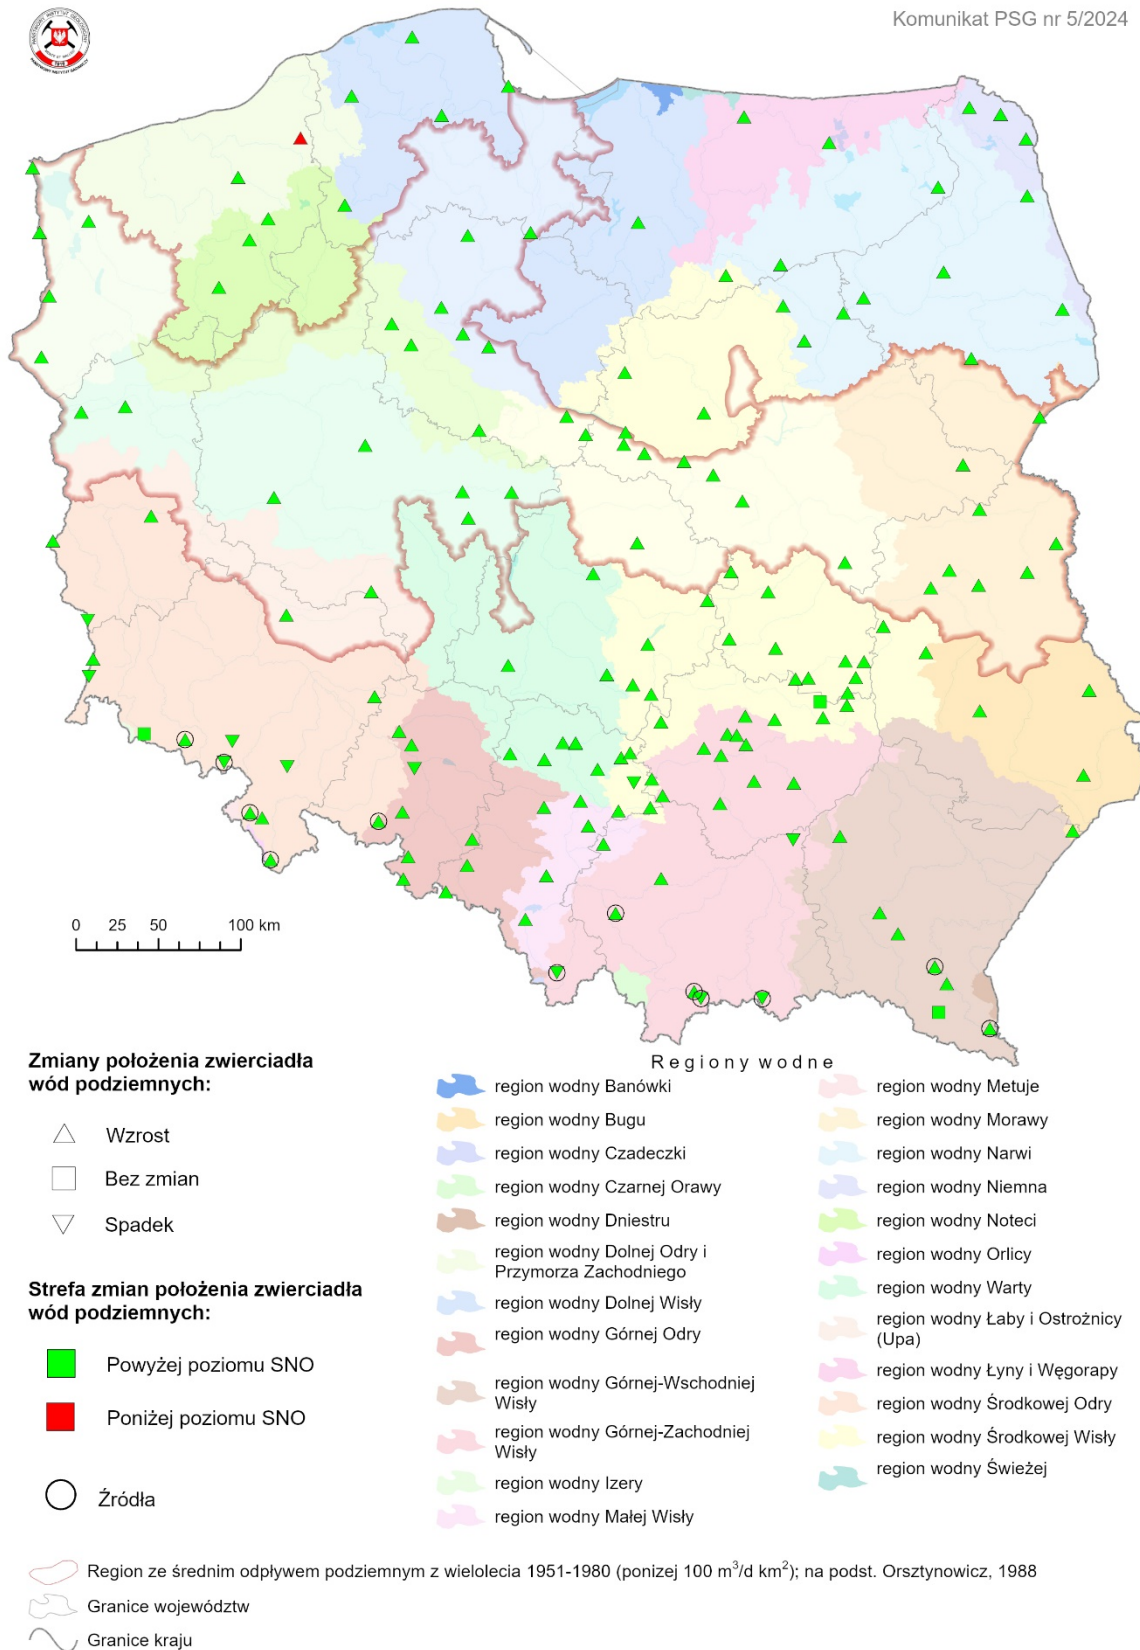 Komunikat PSG nr 5/2024
PAŃSTWOWY INSTYTUT GEOLOGICZNY
1919
PAŃSTWOWY INSTYTUT BADAWCZY
0 25 50 100 km
Zmiany położenia zwierciadła
wód podziemnych:
Wzrost
Bez zmian
Spadek
Strefa zmian położenia zwierciadła
wód podziemnych:
Powyżej poziomu SNO
Poniżej poziomu SNO
Źródła
Regiony wodne
region wodny Banówki
region wodny Bugu
region wodny Czadeczki
region wodny Czarnej Orawy
region wodny Dniestru
region wodny Dolnej Odry i
Przymorza Zachodniego
region wodny Dolnej Wisły
region wodny Górnej Odry
region wodny Górnej-Wschodniej
Wisły
region wodny Górnej-Zachodniej
Wisły
region wodny Izery
region wodny Małej Wisły
region wodny Metuje
region wodny Morawy
region wodny Narwi
region wodny Niemna
region wodny Noteci
region wodny Orlicy
region wodny Warty
region wodny Łaby i Ostrożnicy
(Upa)
region wodny Łyny i Węgorapy
region wodny Środkowej Odry
region wodny Środkowej Wisły
region wodny Świeżej
Region ze średnim odpływem podziemnym z wielolecia 1951-1980 (ponizej 100 m³/d km²); na podst. Orsztynowicz, 1988
Granice województw
Granice kraju